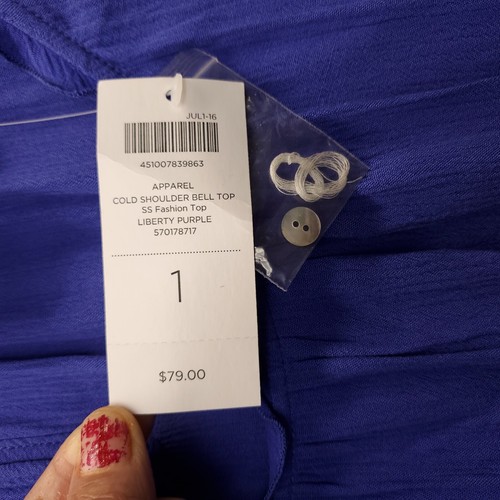 JUL1-16
451007839863
APPAREL
COLD SHOULDER BELL TOP
SS Fashion Top
LIBERTY PURPLE
570178717
1
$79.00